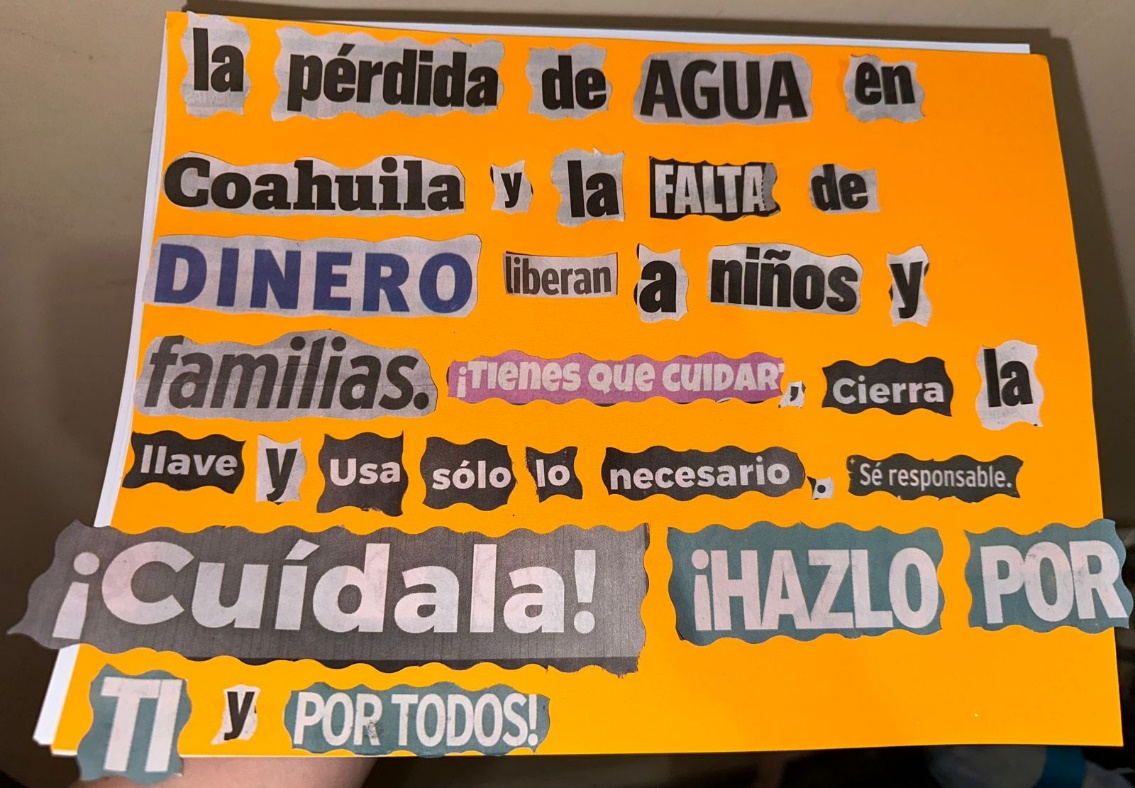 la pérdida de AGUA en
Coahuila y la FALTA de
DINERO liberan a niños y
familias. ¡Tienes que cuidar, Cierra la
llave y Usa sólo lo necesario. Sé responsable.
¡Cuídala! ¡HAZLO POR
TI y POR TODOS!